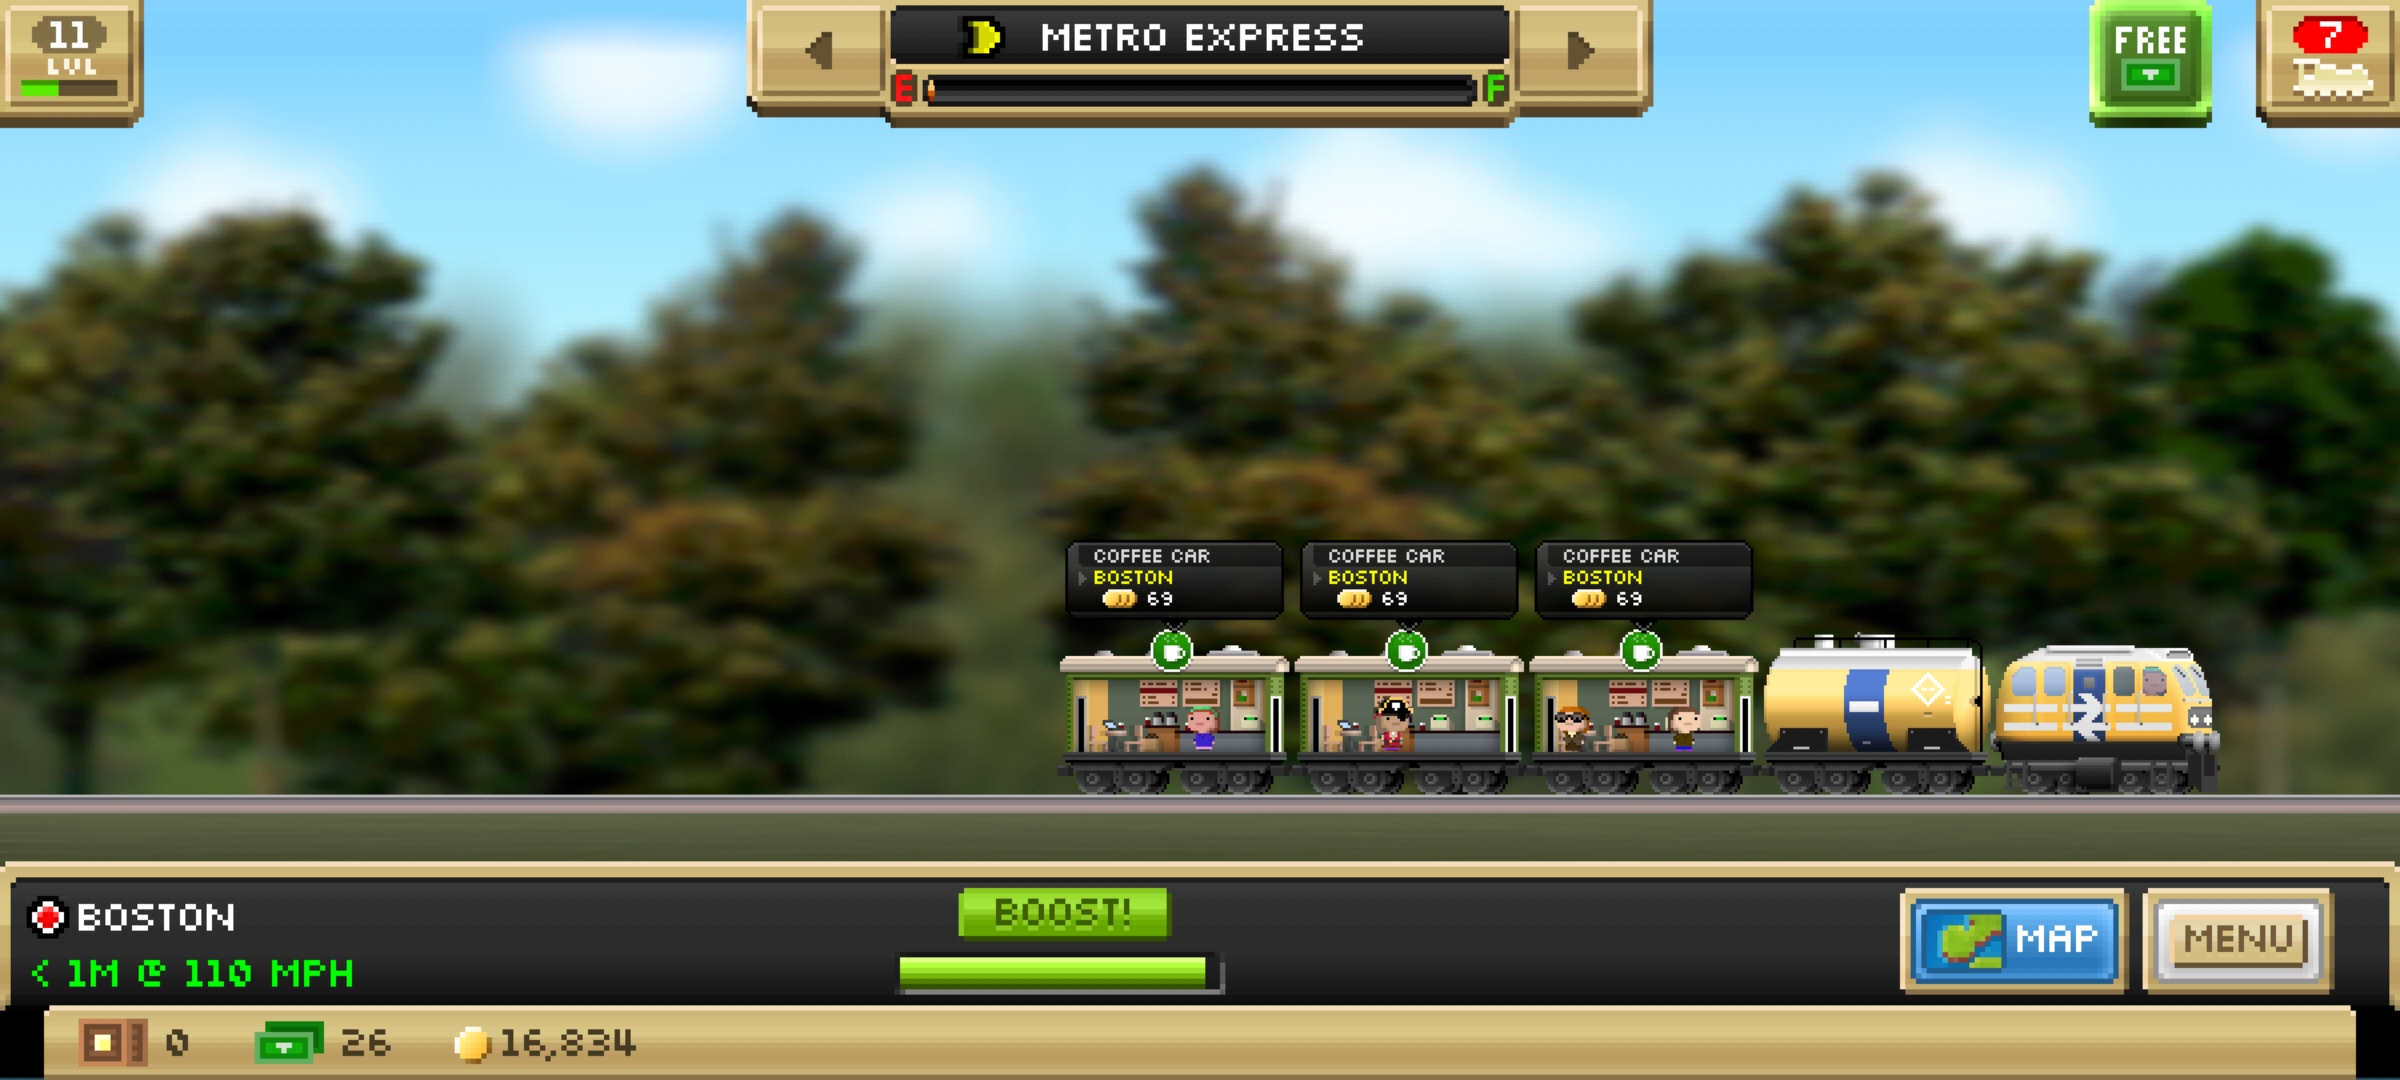 11
LVL
METRO EXPRESS
E F
FREE
7
COFFEE CAR
BOSTON
69
COFFEE CAR
BOSTON
69
COFFEE CAR
BOSTON
69
BOSTON
< 1M @ 110 MPH
BOOST!
MAP
MENU
0
26
16,834